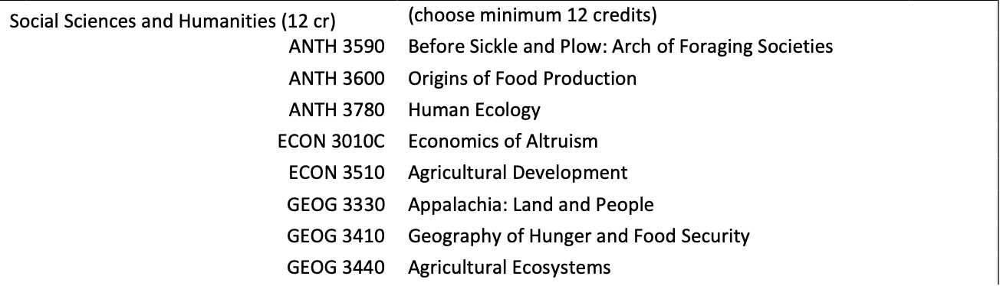 Social Sciences and Humanities (12 cr) (choose minimum 12 credits)
ANTH 3590 Before Sickle and Plow: Arch of Foraging Societies
ANTH 3600 Origins of Food Production
ANTH 3780 Human Ecology
ECON 3010C Economics of Altruism
ECON 3510 Agricultural Development
GEOG 3330 Appalachia: Land and People
GEOG 3410 Geography of Hunger and Food Security
GEOG 3440 Agricultural Ecosystems